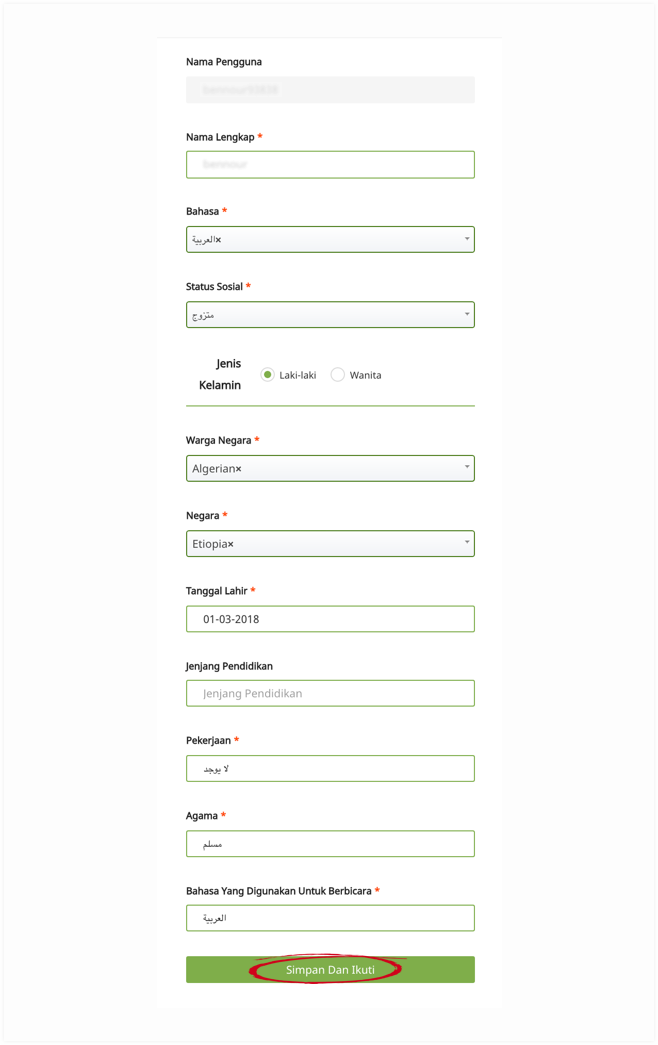 Nama Pengguna
Nama Lengkap *
Bahasa *
العربية×
Status Sosial *
متزوج
Jenis
Kelamin
Laki-laki
Wanita
Warga Negara *
Algerian×
Negara *
Etiopia×
Tanggal Lahir *
01-03-2018
Jenjang Pendidikan
Jenjang Pendidikan
Pekerjaan *
لا يوجد
Agama *
مسلم
Bahasa Yang Digunakan Untuk Berbicara *
العربية
Simpan Dan Ikuti